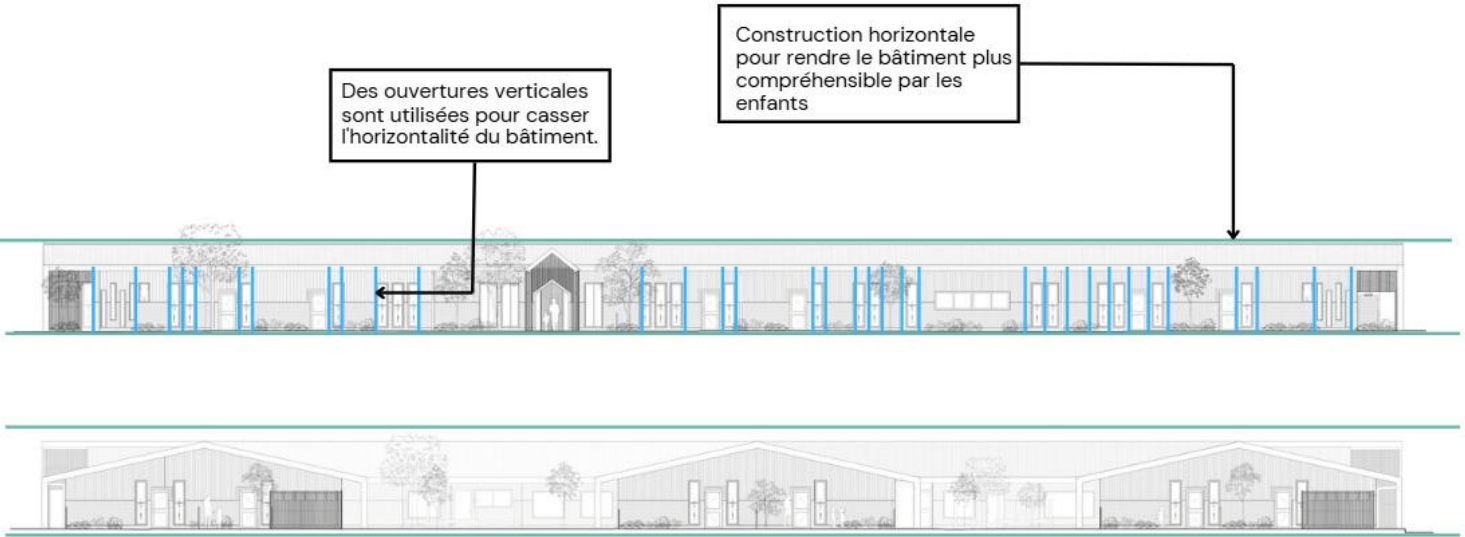 Construction horizontale
pour rendre le bâtiment plus
compréhensible par les
enfants
Des ouvertures verticales
sont utilisées pour casser
l'horizontalité du bâtiment.